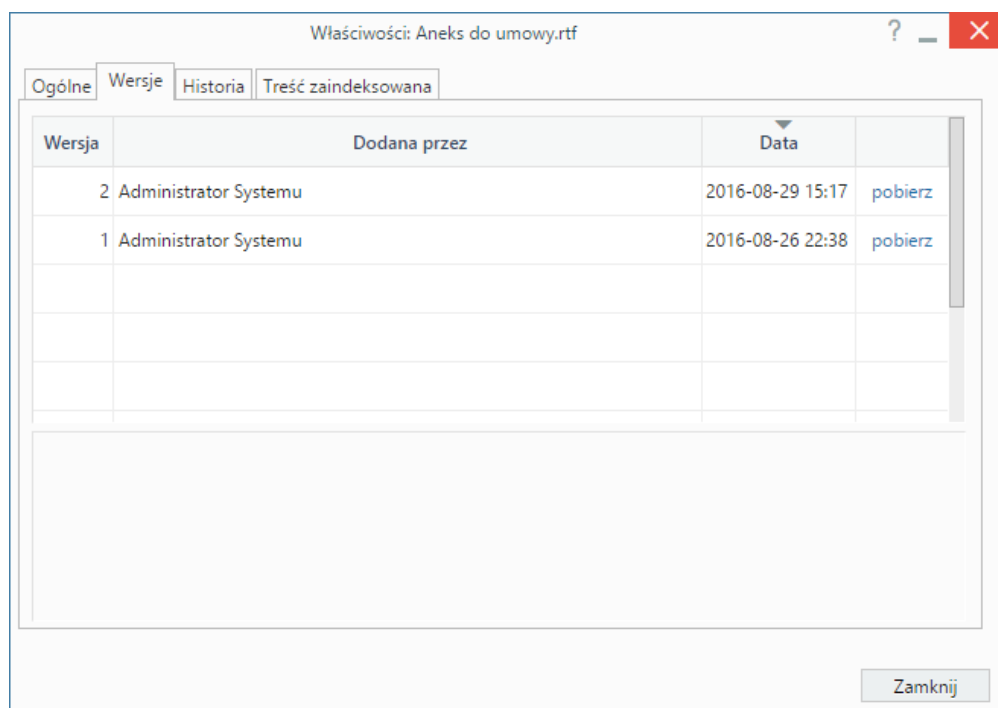 Właściwości: Aneks do umowy.rtf ?
Ogólne Wersje Historia Treść zaindeksowana
Wersja Dodana przez Data
2 Administrator Systemu 2016-08-29 15:17 pobierz
1 Administrator Systemu 2016-08-26 22:38 pobierz
Zamknij